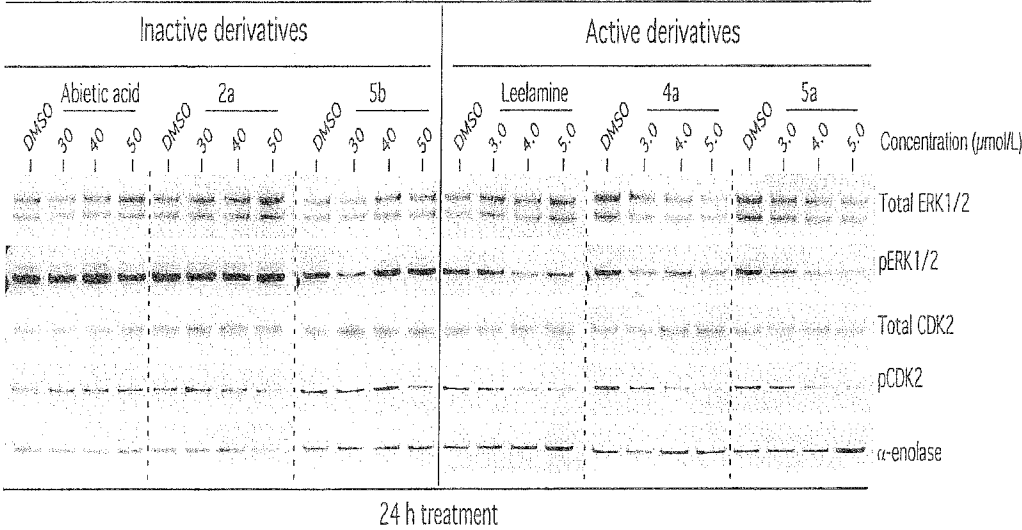 Inactive derivatives Active derivatives
Abietic acid 2a 5b Leelamine 4a 5a
DMSO 30 40 50 DMSO 30 40 50 DMSO 30 40 50 DMSO 3.0 4.0 5.0 DMSO 3.0 4.0 5.0 DMSO 3.0 4.0 5.0 Concentration (µmol/L)
Total ERK1/2
pERK1/2
Total CDK2
pCDK2
α-enolase
24 h treatment